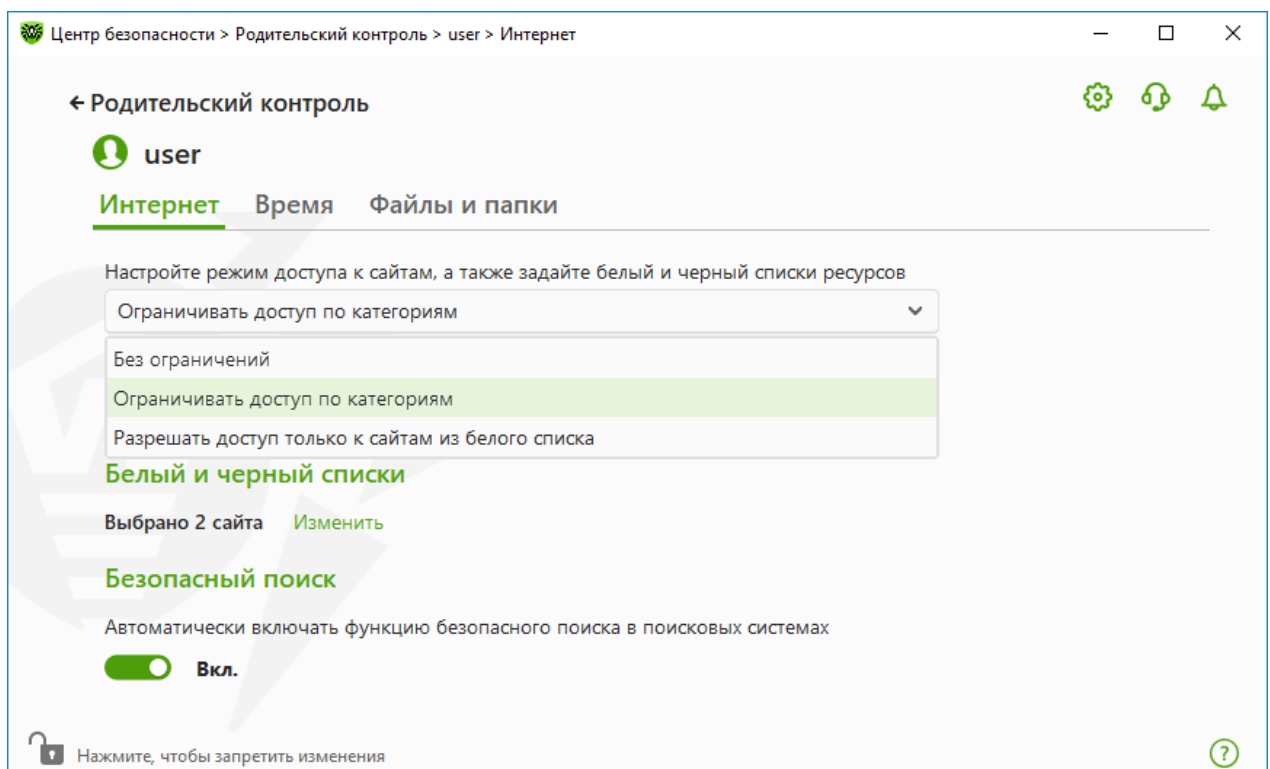 Центр безопасности > Родительский контроль > user > Интернет
Родительский контроль
user
Интернет Время Файлы и папки
Настройте режим доступа к сайтам, а также задайте белый и черный списки ресурсов
Ограничивать доступ по категориям
Без ограничений
Ограничивать доступ по категориям
Разрешать доступ только к сайтам из белого списка
Белый и черный списки
Выбрано 2 сайта Изменить
Безопасный поиск
Автоматически включать функцию безопасного поиска в поисковых системах
Вкл.
Нажмите, чтобы запретить изменения
?